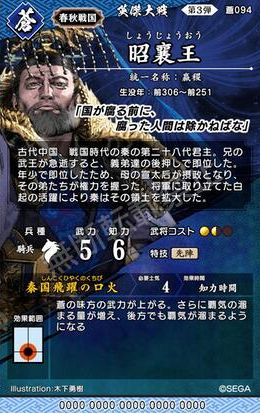 蒼 春秋戦国 英傑大戦 第3弾 蒼094
しょうじょうおう
昭襄王
統一名称：嬴稷
生没年：前306〜前251
「国が腐る前に、
腐った人間は除かねばな」
古代中国、戦国時代の秦の第二十八代君主。兄の
武王が急逝すると、義弟達の後押しで即位した。
年少で即位したため、母の宣太后が摂政となり、
その弟たちが権力を握った。将軍に取り立てた白
起の活躍により秦はその領土を拡大した。
兵種 武力 知力 武将コスト
騎兵 5 6 特技 先陣
しんこくひやくのくちび 必要士気 効果時間
秦国飛躍の口火 4 知力時間
効果範囲
蒼の味方の武力が上がる。さらに覇気の溜
まる量が増え、後方でも覇気が溜まるよう
になる
Illustration:木下勇樹 ©SEGA
0000-0000-0000-0000-0000